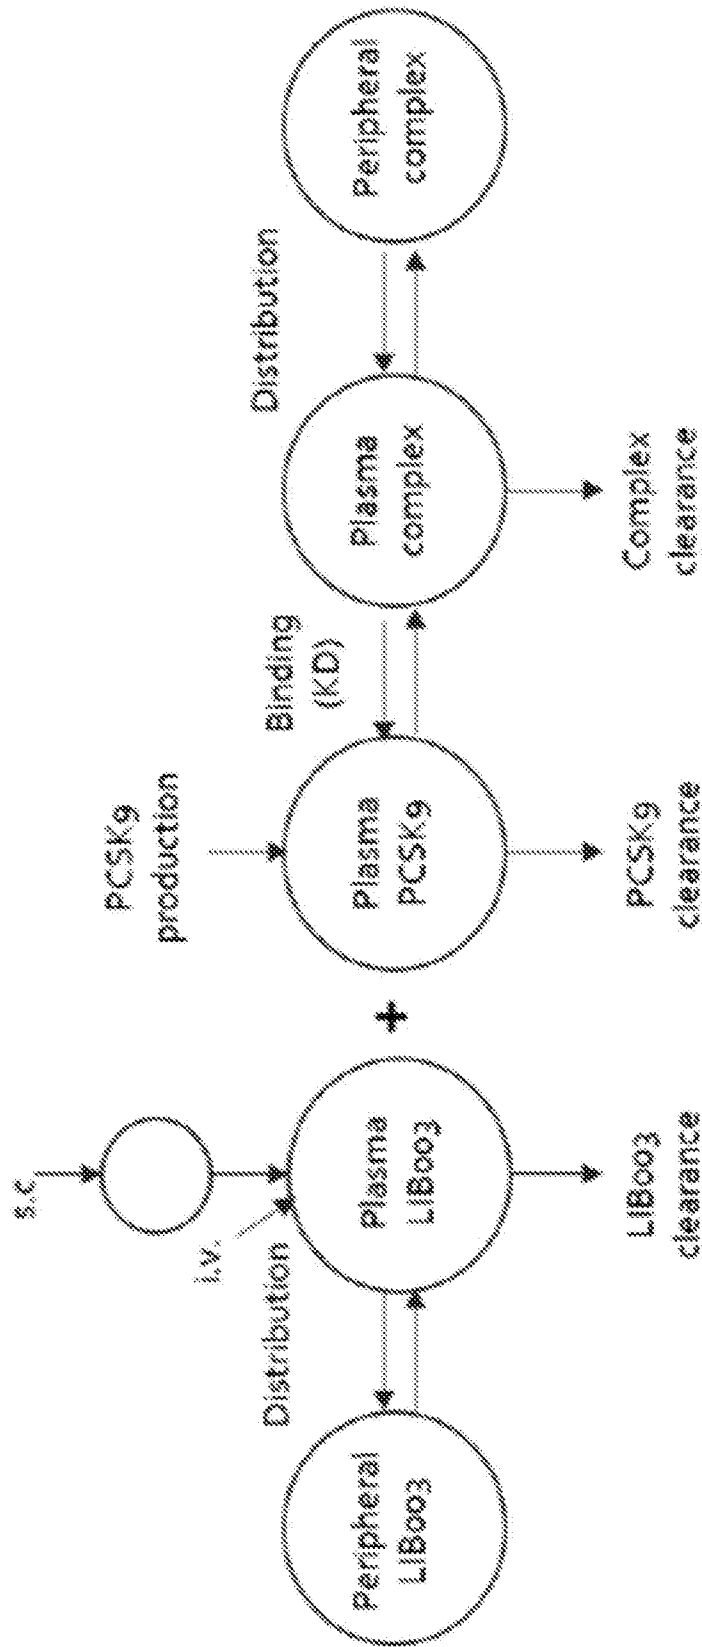 s.c
i.v.
Distribution
Peripheral
LIB003
Plasma
LIB003
LIB003
clearance
+
PCSK9
production
Plasma
PCSK9
PCSK9
clearance
Binding
(KD)
Plasma
complex
Complex
clearance
Distribution
Peripheral
complex